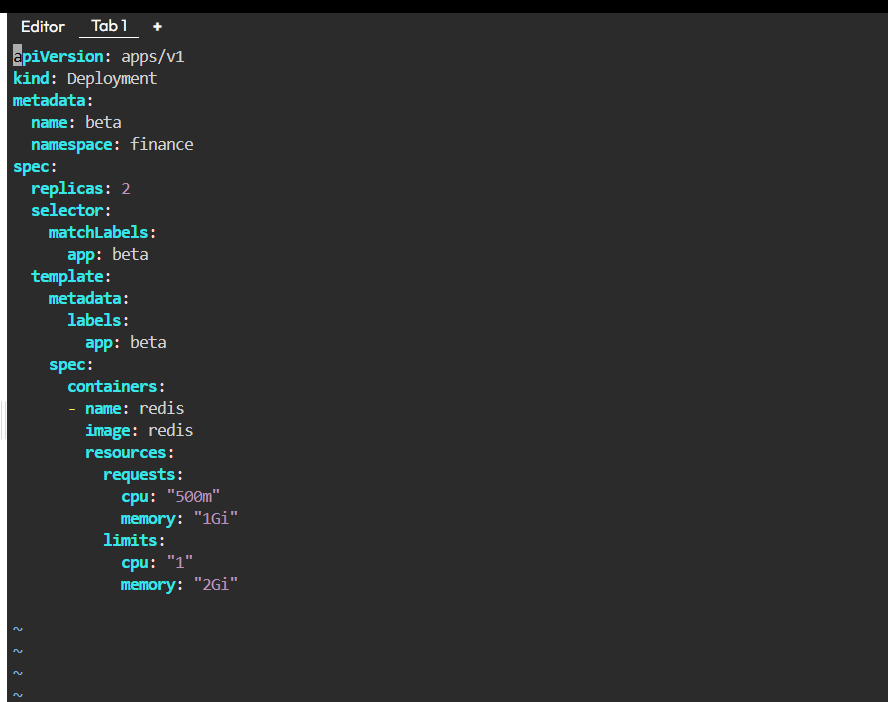 Editor Tab 1 +
apiVersion: apps/v1
kind: Deployment
metadata:
  name: beta
  namespace: finance
spec:
  replicas: 2
  selector:
    matchLabels:
      app: beta
  template:
    metadata:
      labels:
        app: beta
    spec:
      containers:
      - name: redis
        image: redis
        resources:
          requests:
            cpu: "500m"
            memory: "1Gi"
          limits:
            cpu: "1"
            memory: "2Gi"

~
~
~
~